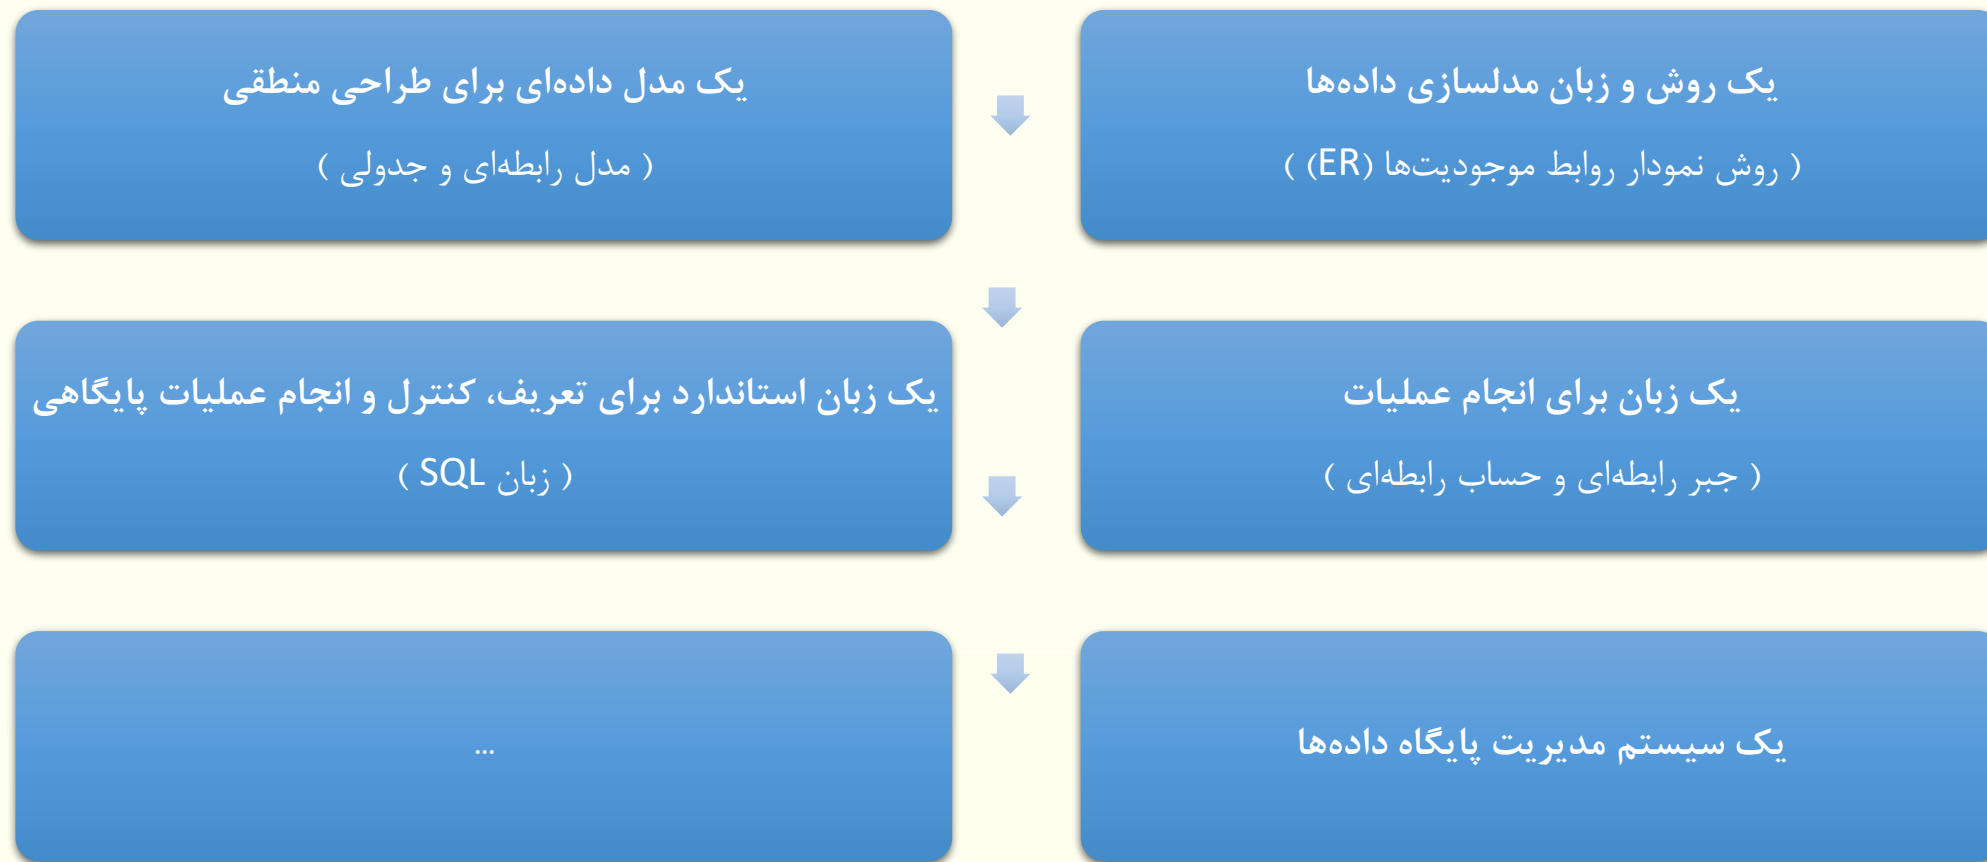 یک روش و زبان مدلسازی داده‌ها
( روش نمودار روابط موجودیت‌ها (ER) )
یک مدل داده‌ای برای طراحی منطقی
( مدل رابطه‌ای و جدولی )
یک زبان برای انجام عملیات
( جبر رابطه‌ای و حساب رابطه‌ای )
یک زبان استاندارد برای تعریف، کنترل و انجام عملیات پایگاهی
( زبان SQL )
یک سیستم مدیریت پایگاه داده‌ها
...